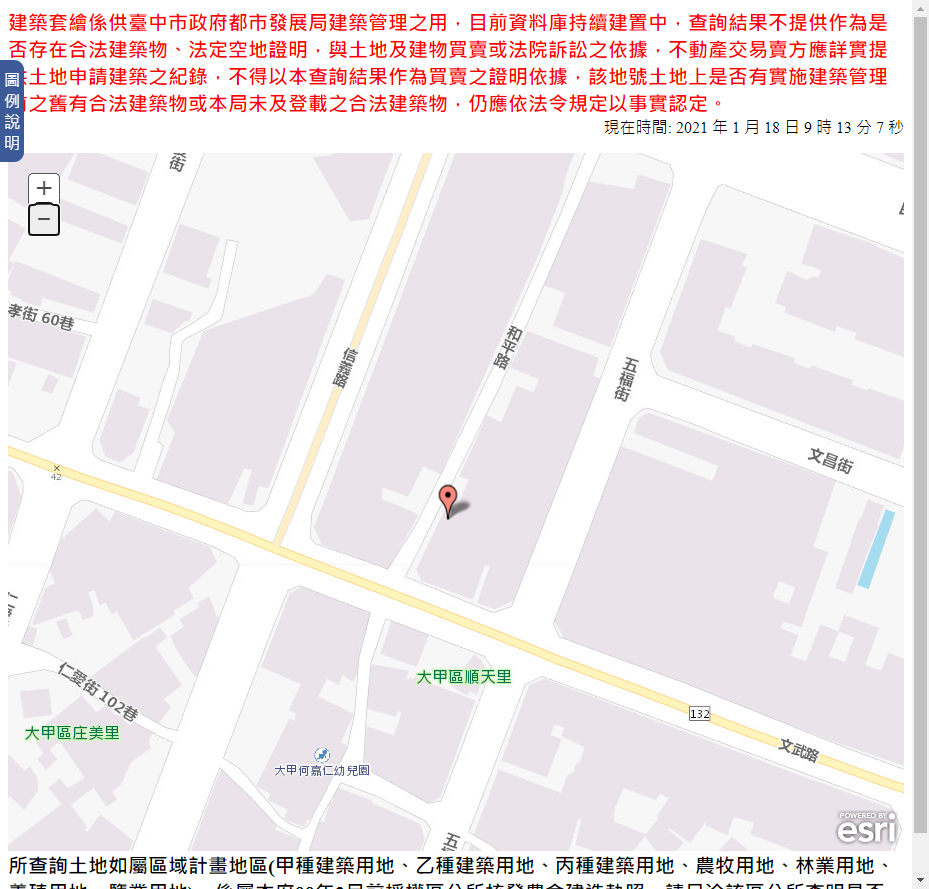 建築套繪係供臺中市政府都市發展局建築管理之用，目前資料庫持續建置中，查詢結果不提供作為是
否存在合法建築物、法定空地證明，與土地及建物買賣或法院訴訟之依據，不動產交易賣方應詳實提
土地申請建築之紀錄，不得以本查詢結果作為買賣之證明依據，該地號土地上是否有實施建築管理
之舊有合法建築物或本局未及登載之合法建築物，仍應依法令規定以事實認定。
圖例說明
現在時間: 2021 年 1 月 18 日 9 時 13 分 7 秒
街
+
−
孝街 60巷
和平路
信義路
五福街
文昌街
42
仁愛街 102巷
大甲區順天里
132
大甲區庄美里
文武路
大甲何嘉仁幼兒園
POWERED BY
esri
五
所查詢土地如屬區域計畫地區(甲種建築用地、乙種建築用地、丙種建築用地、農牧用地、林業用地、